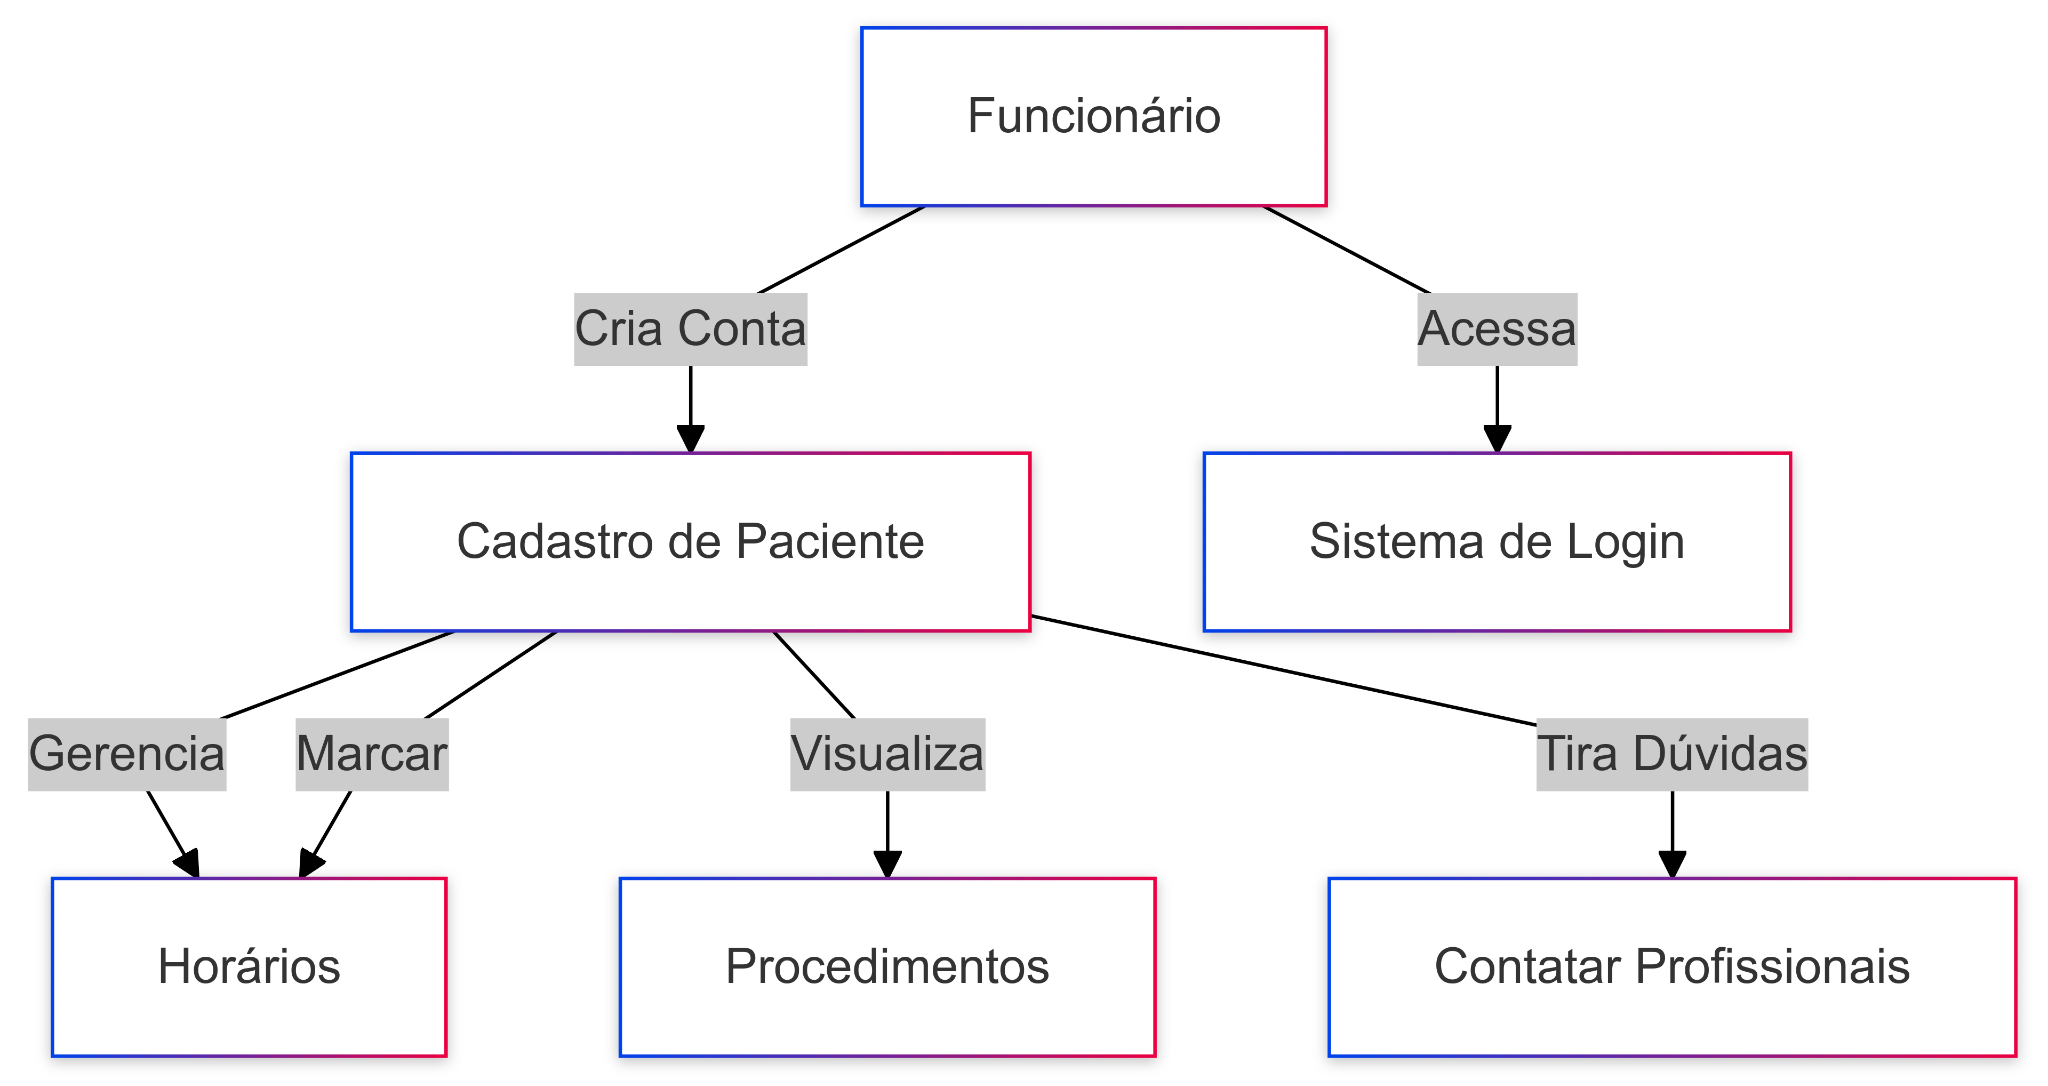 Funcionário
Cria Conta
Acessa
Cadastro de Paciente
Sistema de Login
Gerencia
Marcar
Visualiza
Tira Dúvidas
Horários
Procedimentos
Contatar Profissionais